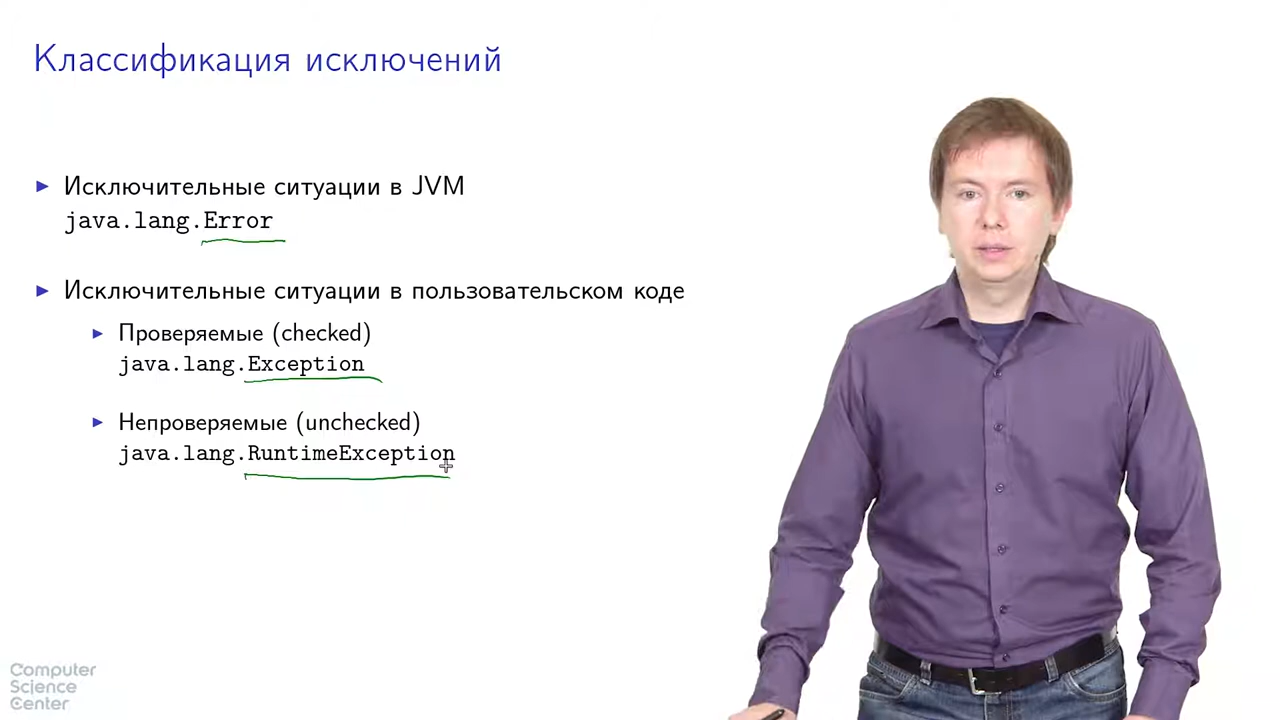 Классификация исключений
Исключительные ситуации в JVM
java.lang.Error
Исключительные ситуации в пользовательском коде
Проверяемые (checked)
java.lang.Exception
Непроверяемые (unchecked)
java.lang.RuntimeException
Computer
Science
Center